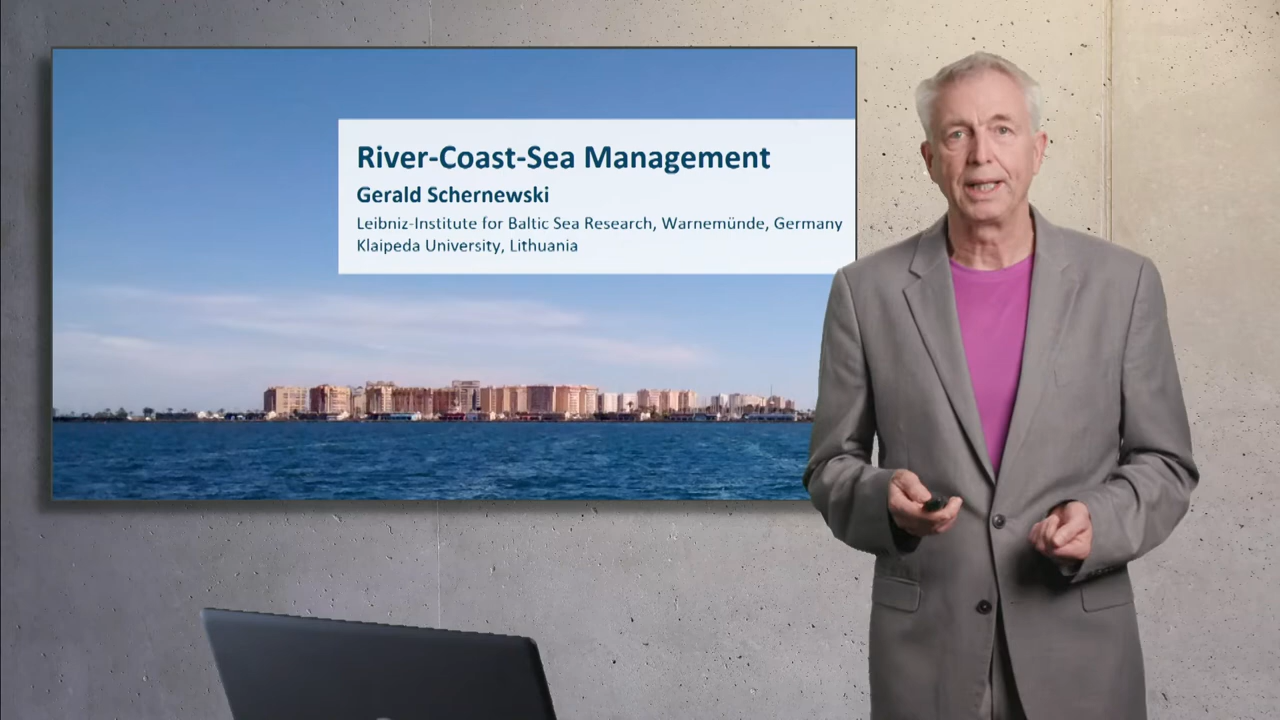 River-Coast-Sea Management
Gerald Schernewski
Leibniz-Institute for Baltic Sea Research, Warnemünde, Germany
Klaipeda University, Lithuania